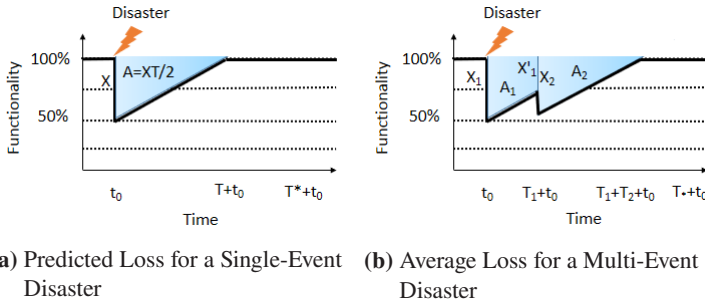 Disaster
Functionality
100%
50%
X
A=XT/2
t₀
T+t₀
T*+t₀
Time
Disaster
Functionality
100%
50%
X₁
A₁
X'₁
X₂
A₂
t₀
T₁+t₀
T₁+T₂+t₀
Time
a) Predicted Loss for a Single-Event
Disaster
(b) Average Loss for a Multi-Event
Disaster